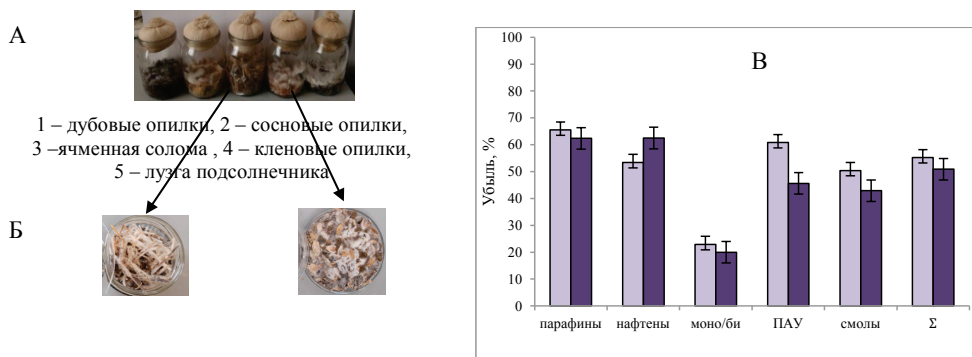 А
1 – дубовые опилки, 2 – сосновые опилки,
3 –ячменная солома , 4 – кленовые опилки,
5 – лузга подсолнечника
Б
В
Убыль, %
100
90
80
70
60
50
40
30
20
10
0
парафины нафтены моно/би ПАУ смолы Σ